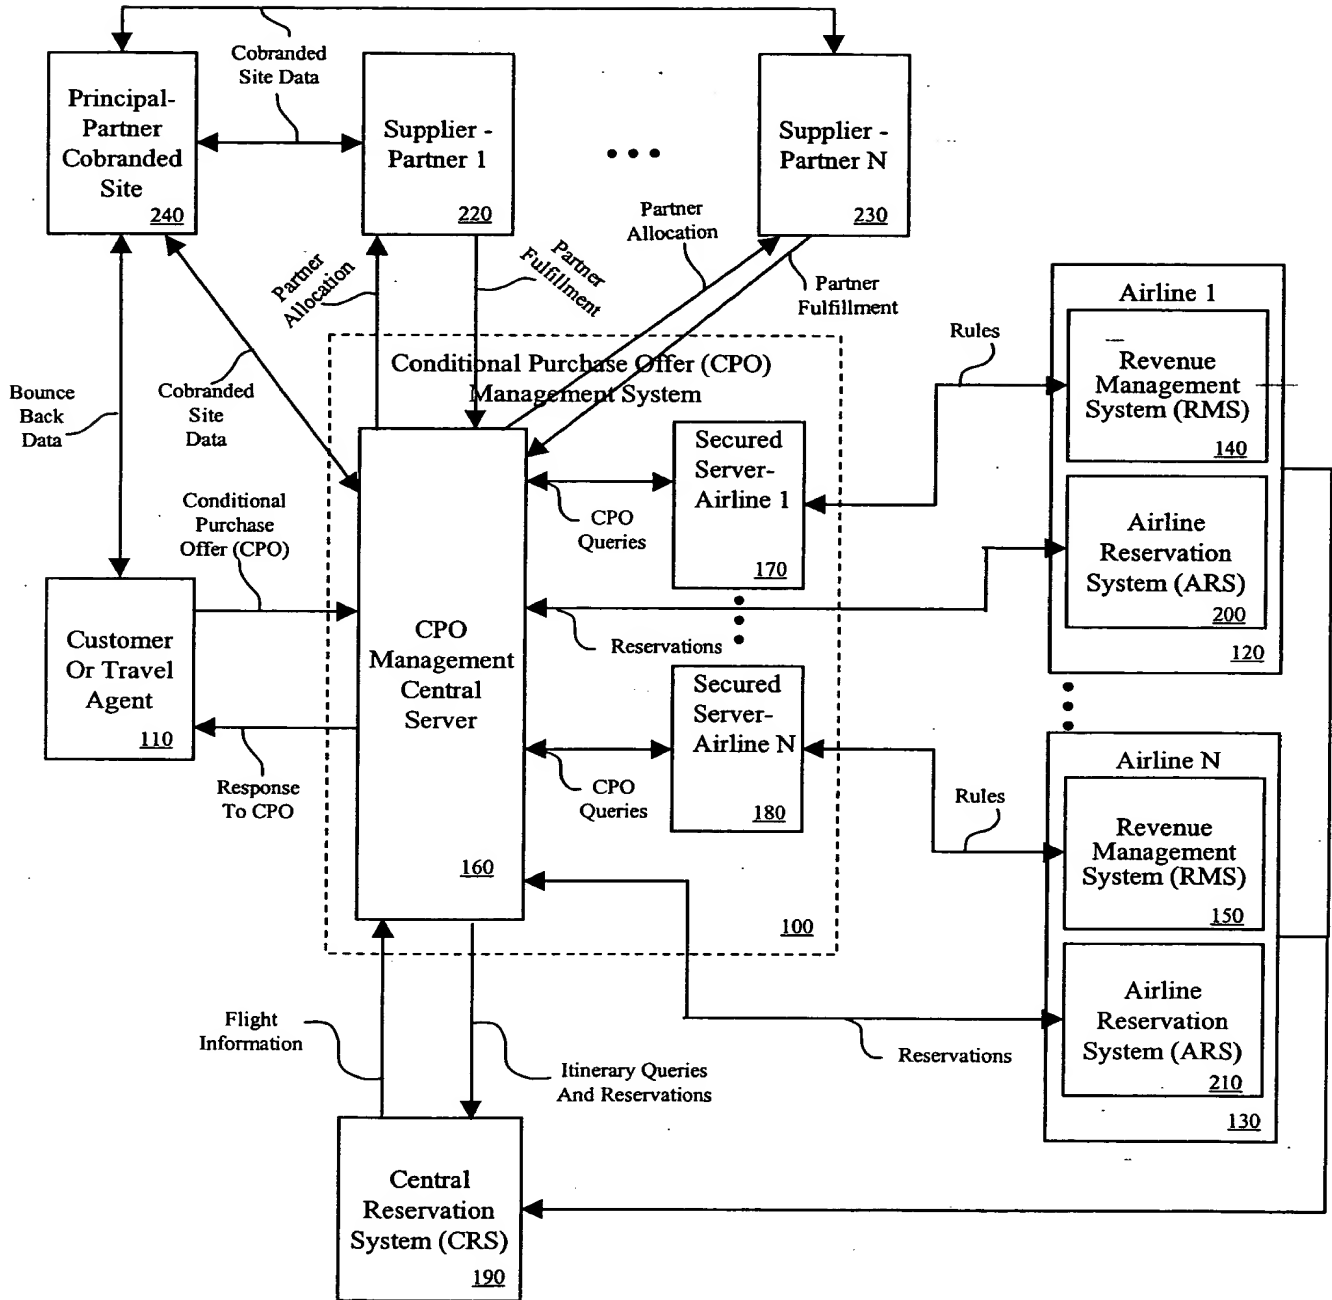 Cobranded
Site Data
Principal-
Partner
Cobranded
Site
240
Supplier -
Partner 1
220
Supplier -
Partner N
230
Partner
Allocation
Partner
Fulfillment
Partner
Allocation
Partner
Fulfillment
Bounce
Back
Data
Cobranded
Site
Data
Conditional Purchase Offer (CPO)
Management System
Rules
Airline 1
Revenue
Management
System (RMS)
140
Airline
Reservation
System (ARS)
200
120
Conditional
Purchase
Offer (CPO)
CPO
Queries
Secured
Server-
Airline 1
170
Reservations
Customer
Or Travel
Agent
110
CPO
Management
Central
Server
160
Secured
Server-
Airline N
180
CPO
Queries
Response
To CPO
Rules
Airline N
Revenue
Management
System (RMS)
150
Airline
Reservation
System (ARS)
210
130
100
Reservations
Flight
Information
Itinerary Queries
And Reservations
Central
Reservation
System (CRS)
190